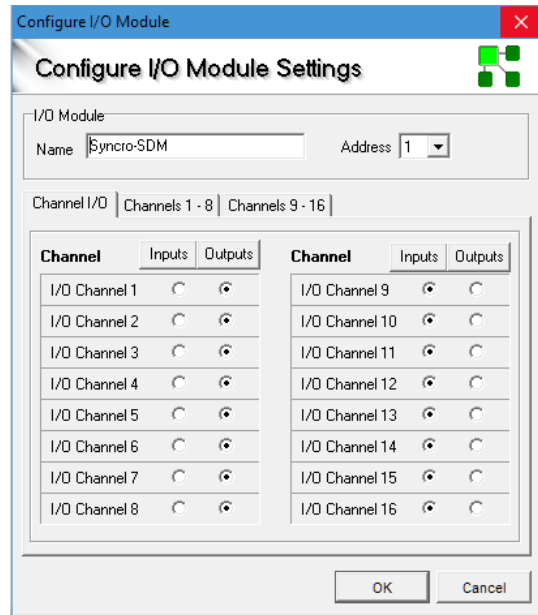 Configure I/O Module
Configure I/O Module Settings
I/O Module
Name Syncro-SDM Address 1
Channel I/O Channels 1 - 8 Channels 9 - 16
Channel Inputs Outputs Channel Inputs Outputs
I/O Channel 1 I/O Channel 9
I/O Channel 2 I/O Channel 10
I/O Channel 3 I/O Channel 11
I/O Channel 4 I/O Channel 12
I/O Channel 5 I/O Channel 13
I/O Channel 6 I/O Channel 14
I/O Channel 7 I/O Channel 15
I/O Channel 8 I/O Channel 16
OK Cancel